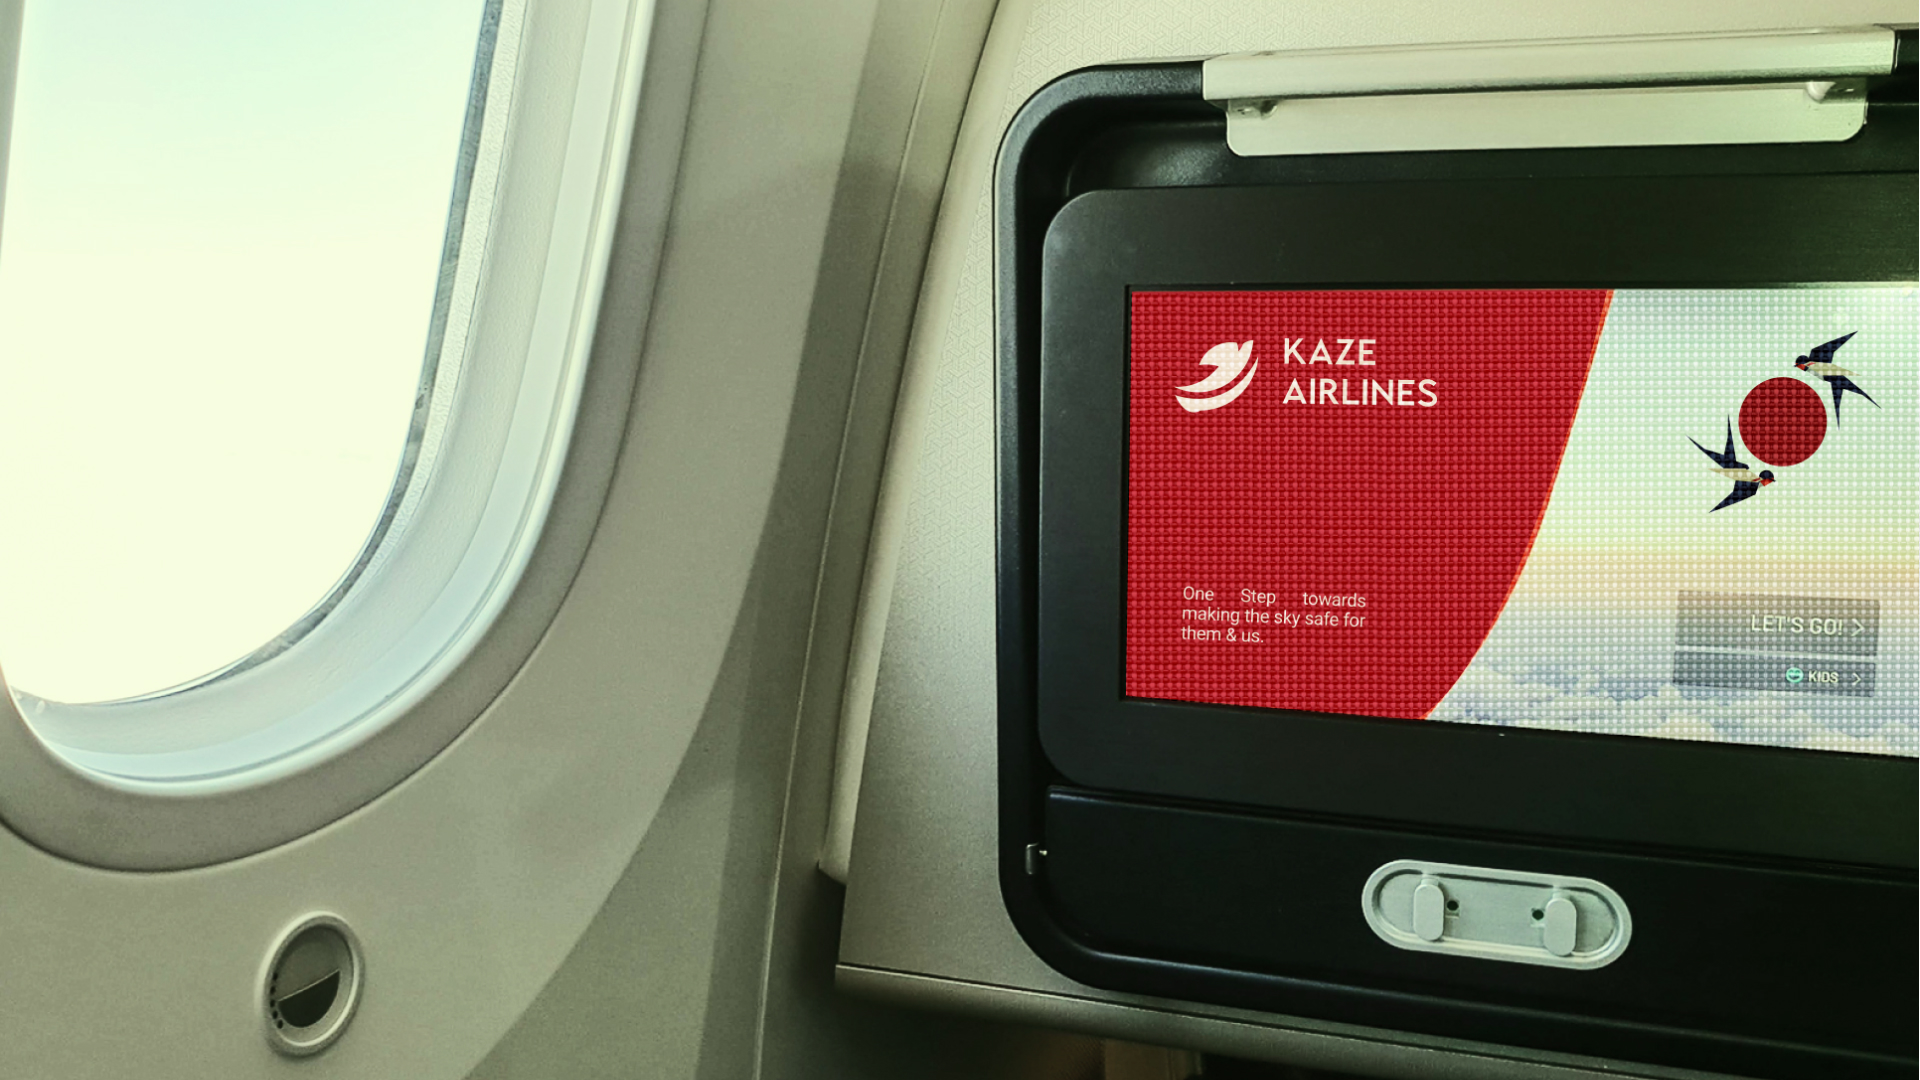 KAZE
AIRLINES
One Step towards
making the sky safe for
them & us.
LET'S GO!
KIDS